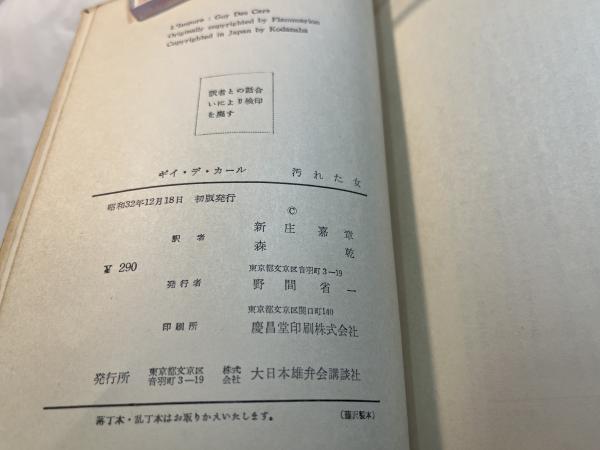 L'Impure : Guy Des Cars
Originally copyrighted by Flammarion
Copyrighted in Japan by Kodansha
訳者との話合
いにより検印
を廃す
ギイ・デ・カール 汚れた女
昭和32年12月18日 初版発行
©
訳者 新庄嘉章
森乾
¥ 290
東京都文京区音羽町3−19
発行者 野間省一
東京都文京区関口町140
印刷所 慶昌堂印刷株式会社
発行所 東京都文京区音羽町3−19 株式会社 大日本雄弁会講談社
落丁本・乱丁本はお取りかえいたします。 (藤沢製本)